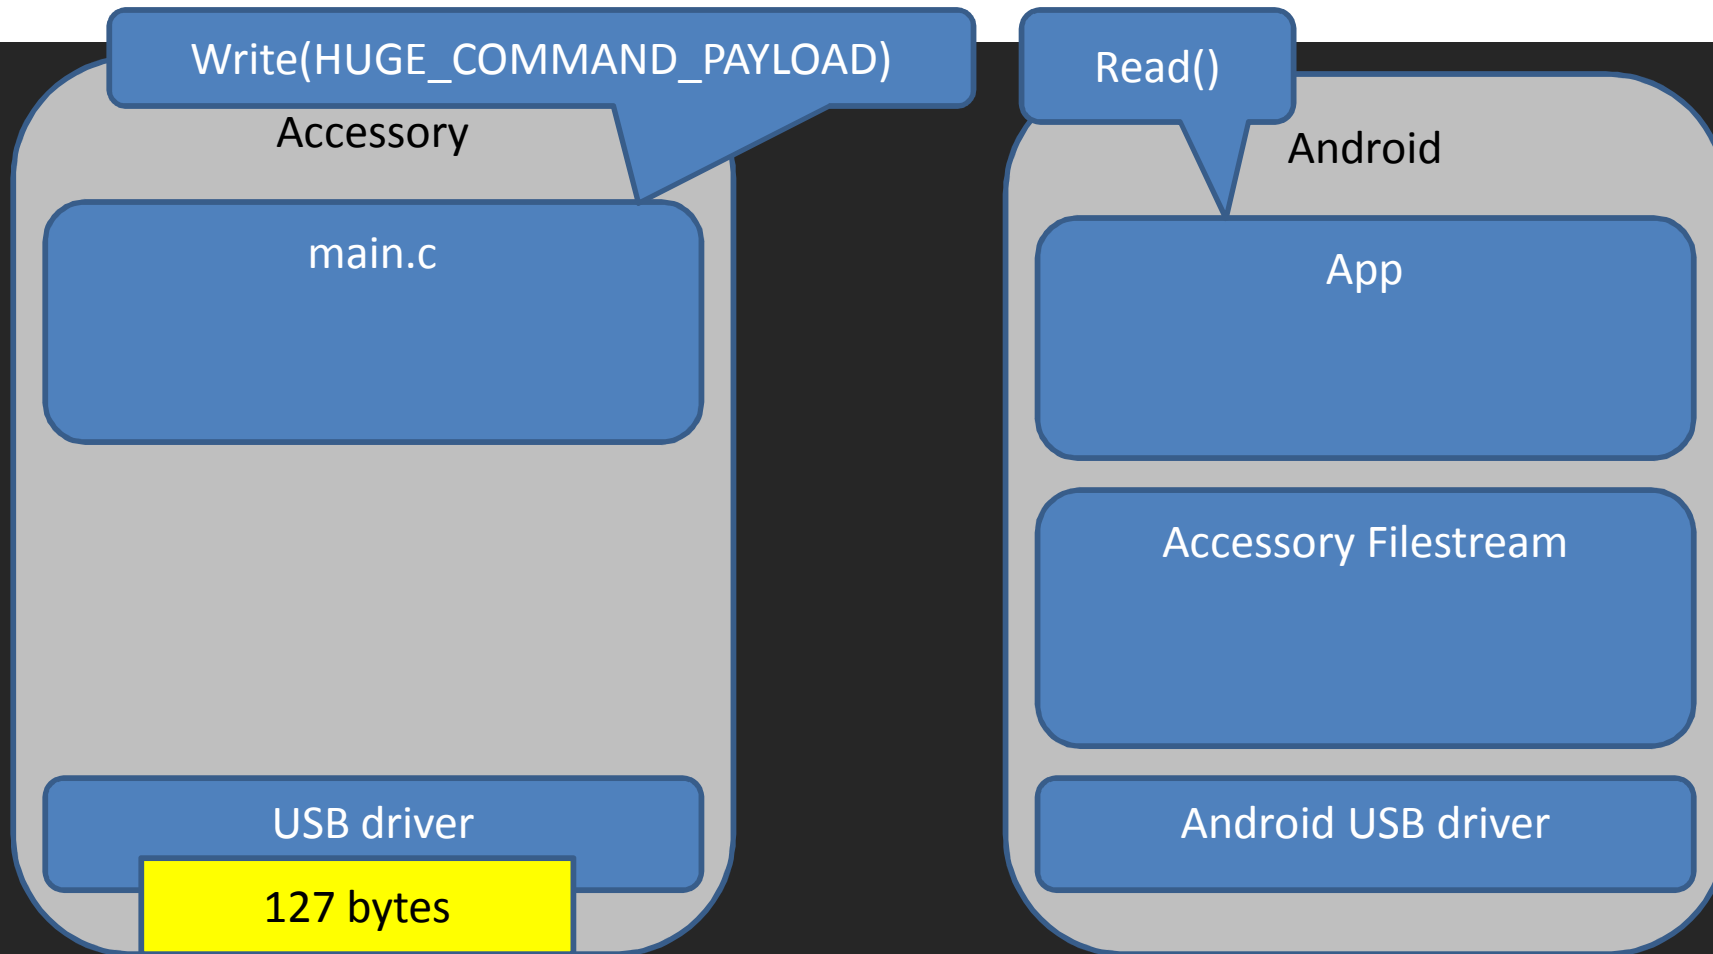 Write(HUGE_COMMAND_PAYLOAD)
Accessory
main.c
USB driver
127 bytes
Read()
Android
App
Accessory Filestream
Android USB driver